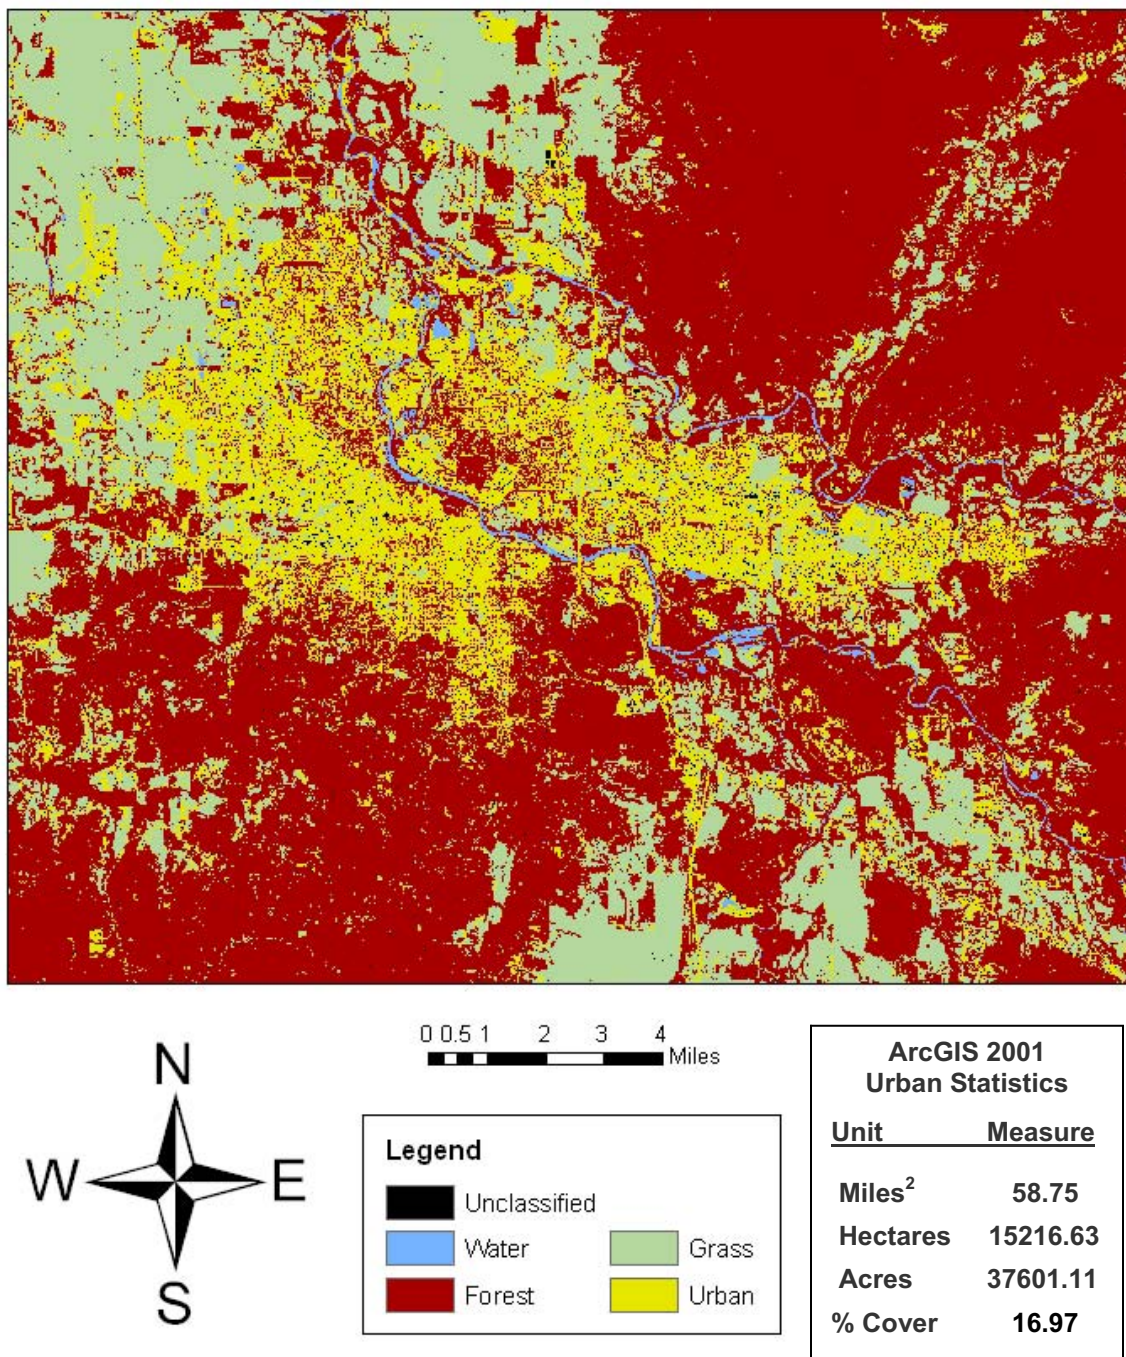 0 0.5 1 2 3 4
Miles
N
W E
S
Legend
Unclassified
Water Grass
Forest Urban
ArcGIS 2001
Urban Statistics
Unit Measure
Miles² 58.75
Hectares 15216.63
Acres 37601.11
% Cover 16.97